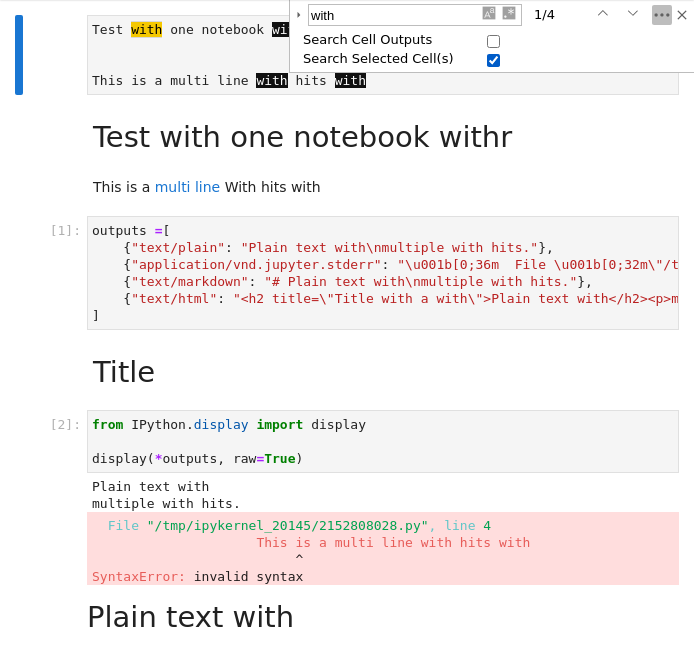 with
1/4
Search Cell Outputs
Search Selected Cell(s)
Test with one notebook wi
This is a multi line with hits with
Test with one notebook withr
This is a multi line With hits with
[1]:
outputs =[
    {"text/plain": "Plain text with\nmultiple with hits."},
    {"application/vnd.jupyter.stderr": "\u001b[0;36m  File \u001b[0;32m\"/t
    {"text/markdown": "# Plain text with\nmultiple with hits."},
    {"text/html": "<h2 title=\"Title with a with\">Plain text with</h2><p>m
]
Title
[2]:
from IPython.display import display
display(*outputs, raw=True)
Plain text with
multiple with hits.
  File "/tmp/ipykernel_20145/2152808028.py", line 4
    This is a multi line with hits with
    ^
SyntaxError: invalid syntax
Plain text with